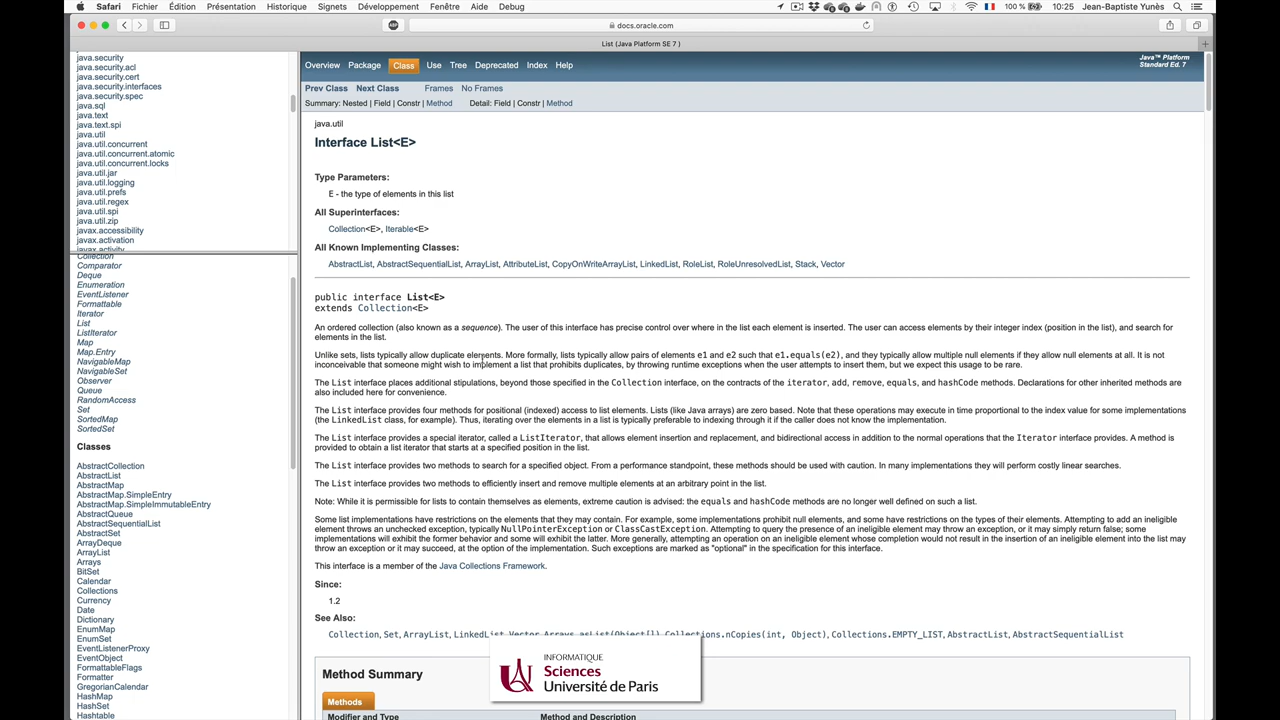 Safari Fichier Édition Présentation Historique Signets Développement Fenêtre Aide Debug 100 % 10:25 Jean-Baptiste Yunès
docs.oracle.com
List (Java Platform SE 7 )
java.security
java.security.acl
java.security.cert
java.security.interfaces
java.security.spec
java.sql
java.text
java.text.spi
java.util
java.util.concurrent
java.util.concurrent.atomic
java.util.concurrent.locks
java.util.jar
java.util.logging
java.util.prefs
java.util.regex
java.util.spi
java.util.zip
javax.accessibility
javax.activation
javax.activity
Collection
Comparator
Deque
Enumeration
EventListener
Formattable
Iterator
List
ListIterator
Map
Map.Entry
NavigableMap
NavigableSet
Observer
Queue
RandomAccess
Set
SortedMap
SortedSet
Classes
AbstractCollection
AbstractList
AbstractMap
AbstractMap.SimpleEntry
AbstractMap.SimpleImmutableEntry
AbstractQueue
AbstractSequentialList
AbstractSet
ArrayDeque
ArrayList
Arrays
BitSet
Calendar
Collections
Currency
Date
Dictionary
EnumMap
EnumSet
EventListenerProxy
EventObject
FormattableFlags
Formatter
GregorianCalendar
HashMap
HashSet
Hashtable
Overview Package Class Use Tree Deprecated Index Help
Java™ Platform
Standard Ed. 7
Prev Class Next Class Frames No Frames
Summary: Nested | Field | Constr | Method Detail: Field | Constr | Method
java.util
Interface List<E>
Type Parameters:
E - the type of elements in this list
All Superinterfaces:
Collection<E>, Iterable<E>
All Known Implementing Classes:
AbstractList, AbstractSequentialList, ArrayList, AttributeList, CopyOnWriteArrayList, LinkedList, RoleList, RoleUnresolvedList, Stack, Vector
public interface List<E>
extends Collection<E>
An ordered collection (also known as a sequence). The user of this interface has precise control over where in the list each element is inserted. The user can access elements by their integer index (position in the list), and search for
elements in the list.
Unlike sets, lists typically allow duplicate elements. More formally, lists typically allow pairs of elements e1 and e2 such that e1.equals(e2), and they typically allow multiple null elements if they allow null elements at all. It is not
inconceivable that someone might wish to implement a list that prohibits duplicates, by throwing runtime exceptions when the user attempts to insert them, but we expect this usage to be rare.
The List interface places additional stipulations, beyond those specified in the Collection interface, on the contracts of the iterator, add, remove, equals, and hashCode methods. Declarations for other inherited methods are
also included here for convenience.
The List interface provides four methods for positional (indexed) access to list elements. Lists (like Java arrays) are zero based. Note that these operations may execute in time proportional to the index value for some implementations
(the LinkedList class, for example). Thus, iterating over the elements in a list is typically preferable to indexing through it if the caller does not know the implementation.
The List interface provides a special iterator, called a ListIterator, that allows element insertion and replacement, and bidirectional access in addition to the normal operations that the Iterator interface provides. A method is
provided to obtain a list iterator that starts at a specified position in the list.
The List interface provides two methods to search for a specified object. From a performance standpoint, these methods should be used with caution. In many implementations they will perform costly linear searches.
The List interface provides two methods to efficiently insert and remove multiple elements at an arbitrary point in the list.
Note: While it is permissible for lists to contain themselves as elements, extreme caution is advised: the equals and hashCode methods are no longer well defined on such a list.
Some list implementations have restrictions on the elements that they may contain. For example, some implementations prohibit null elements, and some have restrictions on the types of their elements. Attempting to add an ineligible
element throws an unchecked exception, typically NullPointerException or ClassCastException. Attempting to query the presence of an ineligible element may throw an exception, or it may simply return false; some
implementations will exhibit the former behavior and some will exhibit the latter. More generally, attempting an operation on an ineligible element whose completion would not result in the insertion of an ineligible element into the list may
throw an exception or it may succeed, at the option of the implementation. Such exceptions are marked as "optional" in the specification for this interface.
This interface is a member of the Java Collections Framework.
Since:
1.2
See Also:
Collection, Set, ArrayList, LinkedList, Vector, Arrays.asList(Object[]), Collections.nCopies(int, Object), Collections.EMPTY_LIST, AbstractList, AbstractSequentialList
Method Summary
Methods
Modifier and Type Method and Description
INFORMATIQUE
Sciences
Université de Paris